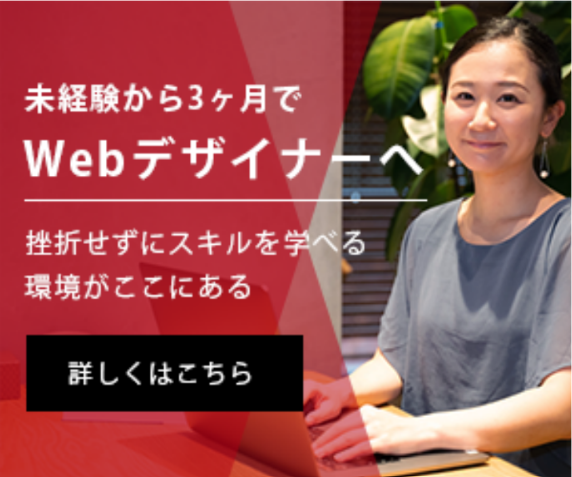 未経験から3ヶ月で
Webデザイナーへ
挫折せずにスキルを学べる
環境がここにある
詳しくはこちら